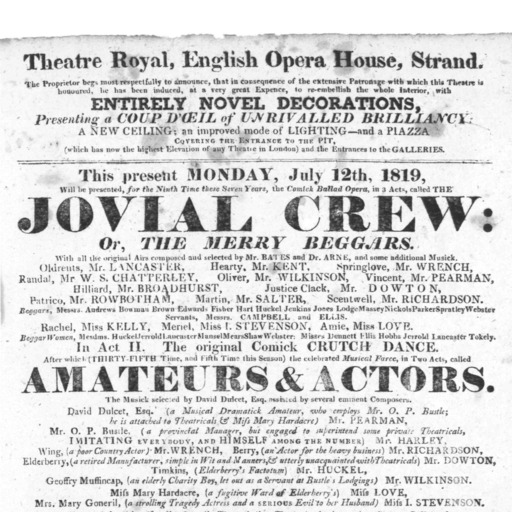 Theatre Royal, English Opera House, Strand.
The Proprietor begs most respectfully to announce, that in consequence of the extensive Patronage with which this Theatre is
honoured, he has been induced, at a very great Expence, to re-embellish the whole Interior, with
ENTIRELY NOVEL DECORATIONS,
Presenting a COUP D'ŒIL of UNRIVALLED BRILLIANCY:
A NEW CEILING; an improved mode of LIGHTING—and a PIAZZA
COVERING THE ENTRANCE TO THE PIT,
(which has now the highest Elevation of any Theatre in London) and the Entrances to the GALLERIES.
This present MONDAY, July 12th, 1819,
Will be presented, for the Ninth Time these Seven Years, the Comick Ballad Opera, in 3 Acts, called THE
JOVIAL CREW:
Or, THE MERRY BEGGARS.
With all the original Airs composed and selected by Mr. BATES and Dr. ARNE, and some additional Musick.
Oldrents, Mr. LANCASTER, Hearty, Mr. KENT. Springlove, Mr. WRENCH,
Randal, Mr W. S. CHATTERLEY, Oliver, Mr. WILKINSON, Vincent, Mr. PEARMAN,
Hilliard, Mr. BROADHURST, Justice Clack, Mr. DOWTON,
Patrico, Mr. ROWBOTHAM, Martin, Mr. SALTER, Scentwell, Mr. RICHARDSON.
Beggars, Messrs. Andrews Bowman Brown Edwards Fisher Hart Huckel Jenkins Jones Lodge Massey Nichols Parker Spratley Webster
Servants, Messrs. CAMPBELL and ELLIS.
Rachel, Miss KELLY, Meriel, Miss I. STEVENSON, Amie, Miss LOVE.
Beggar Women, Mesdms. Huckel Jerrold Lancaster Mansel Mears Shaw Webster; Misses Dennett Ellis Hobbs Jerrold Lancaster Tokely.
In Act II. The original Comick CRUTCH DANCE.
After which (THIRTY-FIFTH Time, and Fifth Time this Season) the celebrated Musical Farce, in Two Acts, called
AMATEURS & ACTORS.
The Musick selected by David Dulcet, Esq. assisted by several eminent Composers.
David Dulcet, Esq. (a Musical Dramatick Amateur, who employs Mr. O. P. Bustle;
he is attached to Theatricals & Miss Mary Hardacre) Mr. PEARMAN,
Mr. O. P. Bustle, (a provincial Manager, but engaged to superintend some private Theatricals,
IMITATING EVERYBODY, AND HIMSELF AMONG THE NUMBER) Mr. HARLEY,
Wing, (a poor Country Actor) Mr. WRENCH, Berry, (an Actor for the heavy business) Mr. RICHARDSON,
Elderberry, (a retired Manufacturer, simple in Wit and Manners, & utterly unacquainted with Theatricals) Mr. DOWTON,
Timkins, (Elderberry's Factotum) Mr. HUCKEL,
Geoffry Muffincap, (an elderly Charity Boy, let out as a Servant at Bustle's Lodgings) Mr. WILKINSON.
Miss Mary Hardacre, (a fugitive Ward of Elderberry's) Miss LOVE,
Mrs. Mary Goneril, (a strolling Tragedy Actress and a serious Evil to her Husband) Miss I. STEVENSON.